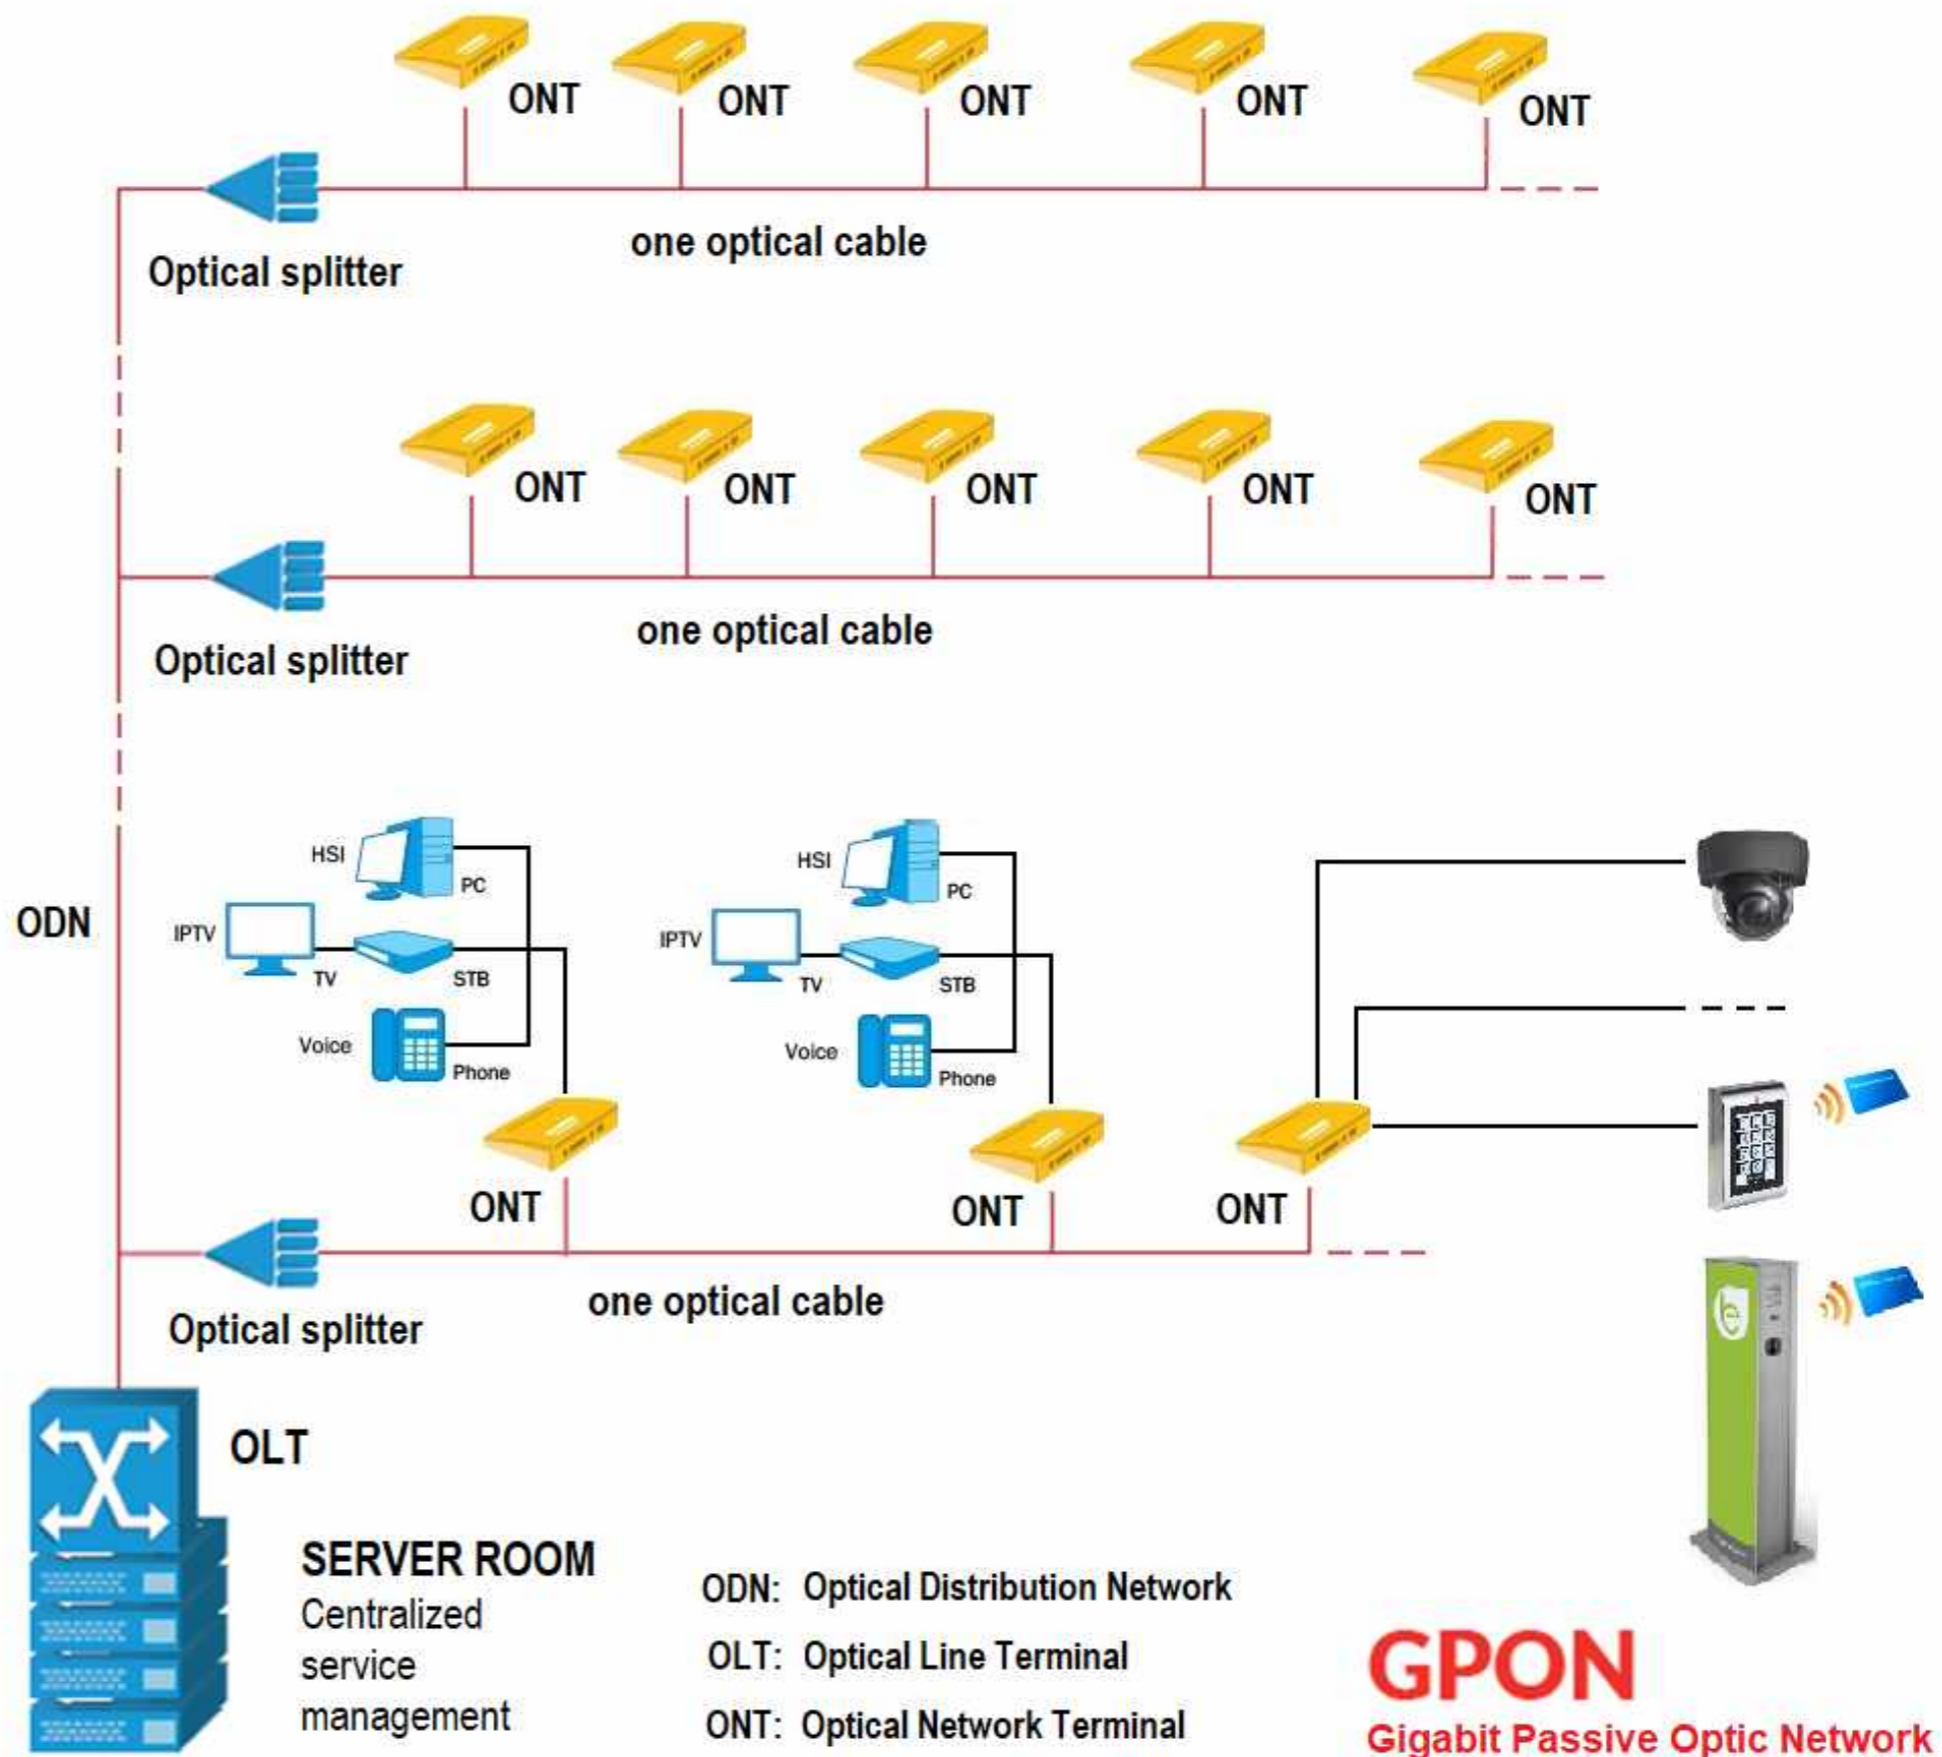 ONT
ONT
ONT
ONT
ONT
one optical cable
Optical splitter
ONT
ONT
ONT
ONT
ONT
one optical cable
Optical splitter
HSI
PC
IPTV
TV
STB
Voice
Phone
HSI
PC
IPTV
TV
STB
Voice
Phone
ODN
ONT
ONT
ONT
one optical cable
Optical splitter
OLT
SERVER ROOM
Centralized
service
management
ODN: Optical Distribution Network
OLT: Optical Line Terminal
ONT: Optical Network Terminal
GPON
Gigabit Passive Optic Network